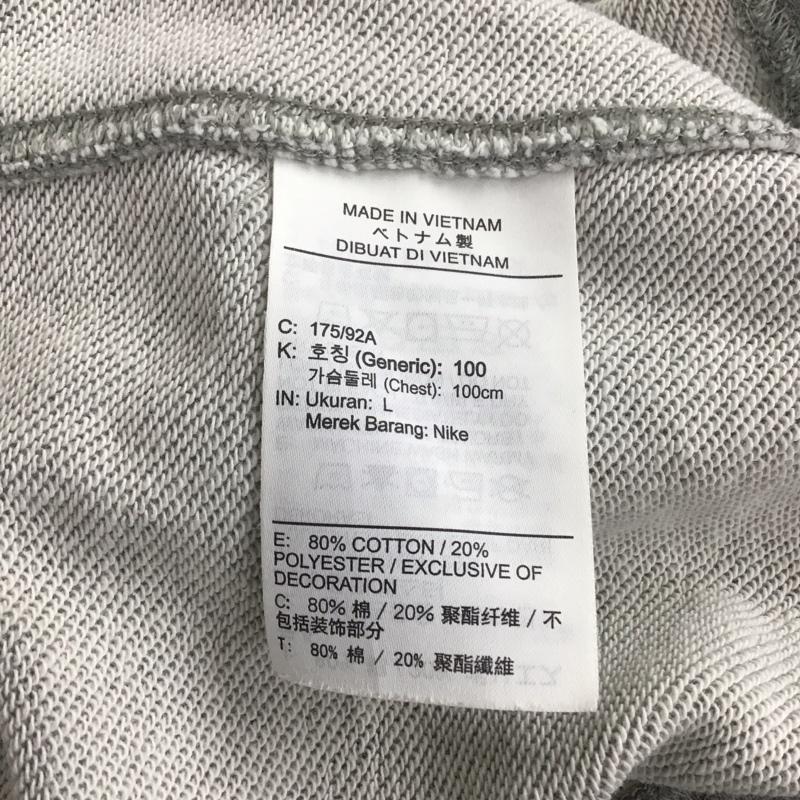 MADE IN VIETNAM
ベトナム製
DIBUAT DI VIETNAM
C: 175/92A
K: 호칭 (Generic): 100
가슴둘레 (Chest): 100cm
IN: Ukuran: L
Merek Barang: Nike
E: 80% COTTON / 20%
POLYESTER / EXCLUSIVE OF
DECORATION
C: 80% 棉 / 20% 聚酯纤维 / 不
包括装饰部分
T: 80% 棉 / 20% 聚酯纖維